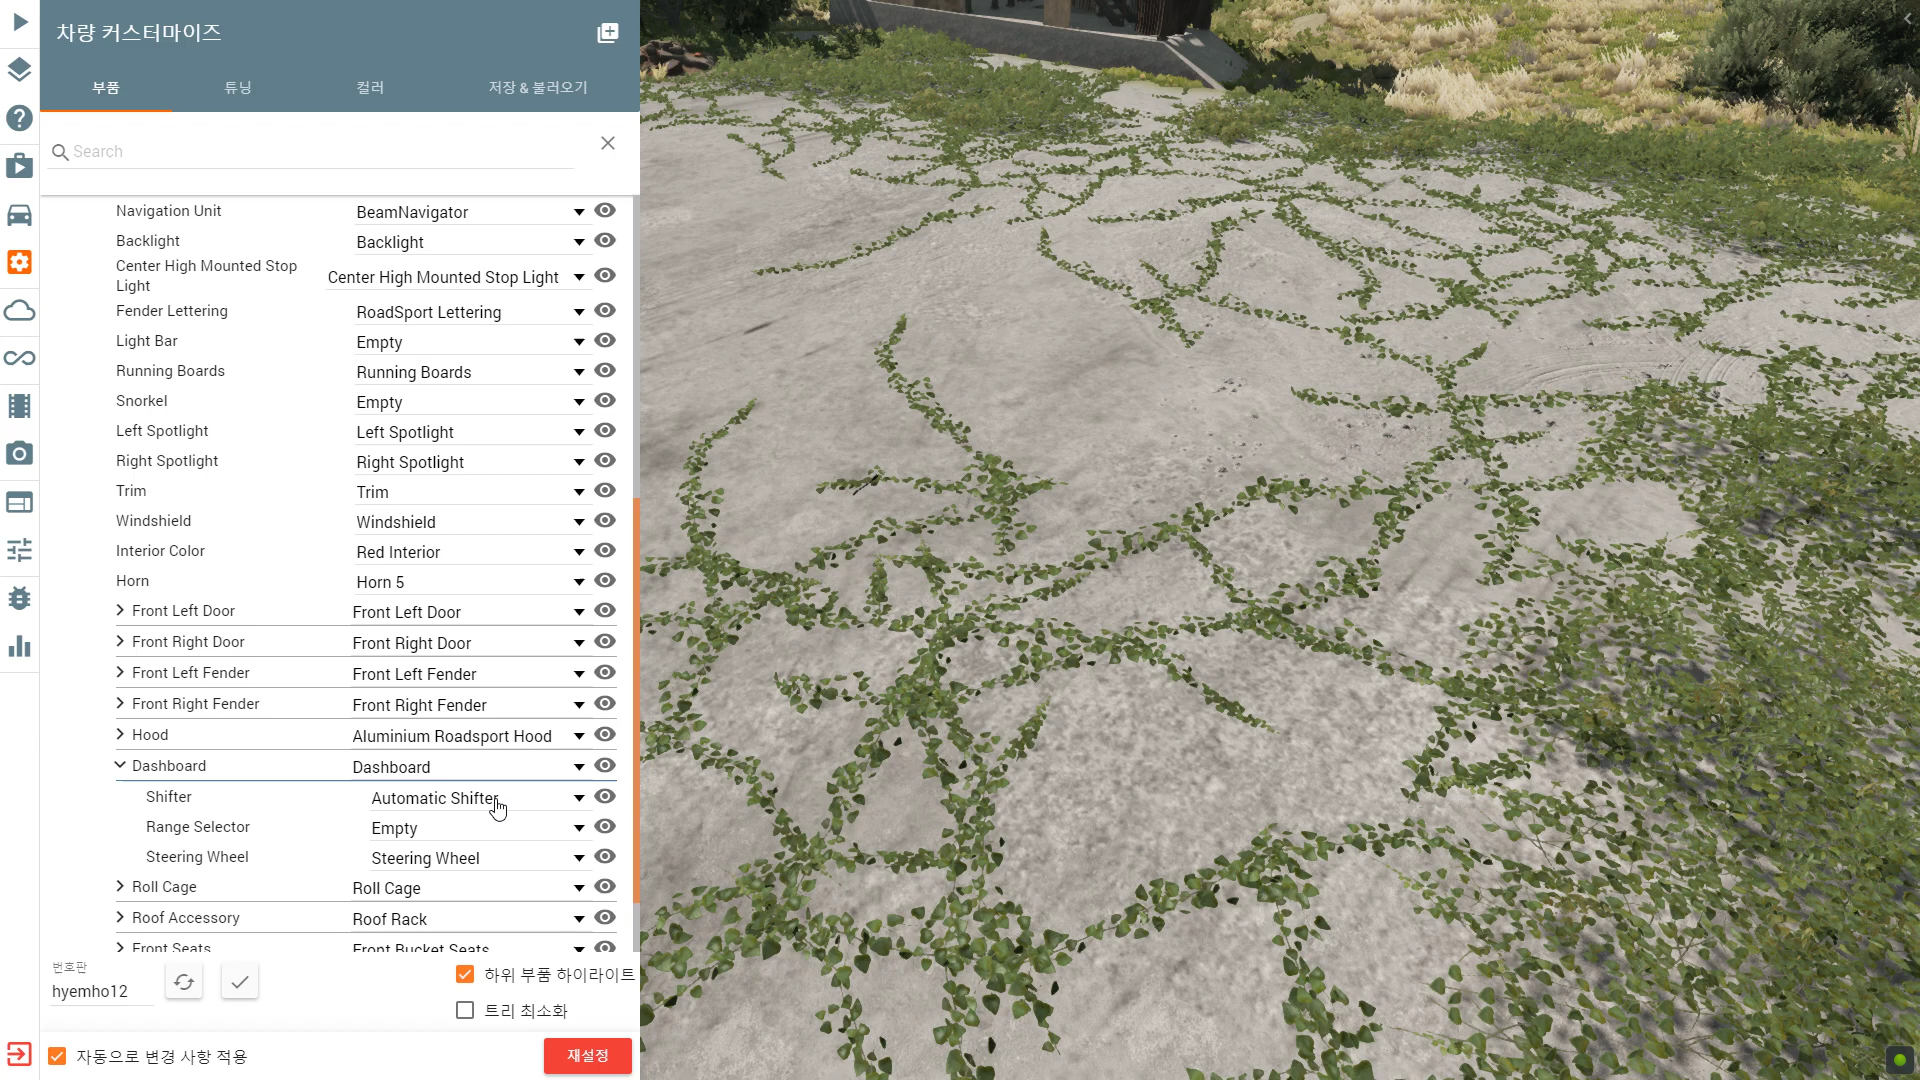 차량 커스터마이즈
부품 튜닝 컬러 저장 & 불러오기
Search
Navigation Unit BeamNavigator
Backlight Backlight
Center High Mounted Stop Light Center High Mounted Stop Light
Fender Lettering RoadSport Lettering
Light Bar Empty
Running Boards Running Boards
Snorkel Empty
Left Spotlight Left Spotlight
Right Spotlight Right Spotlight
Trim Trim
Windshield Windshield
Interior Color Red Interior
Horn Horn 5
Front Left Door Front Left Door
Front Right Door Front Right Door
Front Left Fender Front Left Fender
Front Right Fender Front Right Fender
Hood Aluminium Roadsport Hood
Dashboard Dashboard
Shifter Automatic Shifter
Range Selector Empty
Steering Wheel Steering Wheel
Roll Cage Roll Cage
Roof Accessory Roof Rack
Front Seats Front Bucket Seats
번호판
hyemho12
하위 부품 하이라이트
트리 최소화
자동으로 변경 사항 적용
재설정